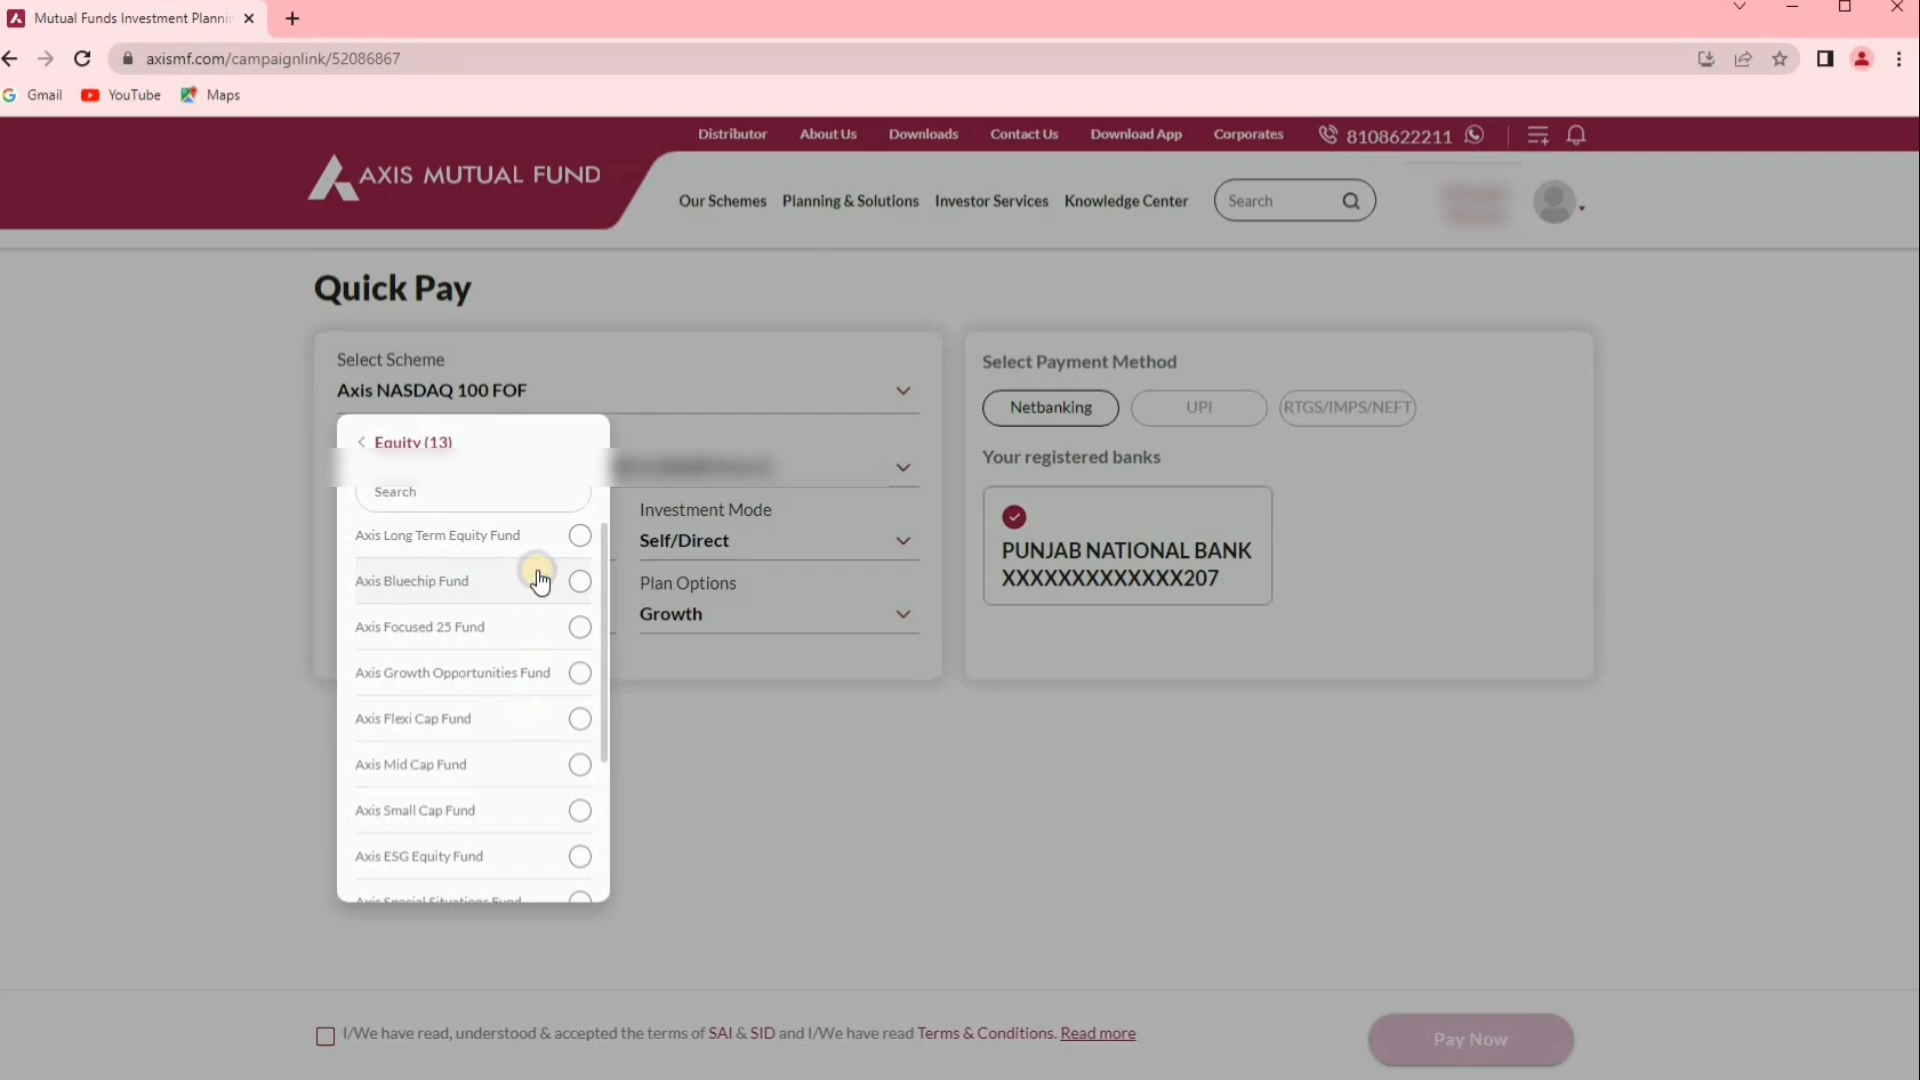 Mutual Funds Investment Plannin
axismf.com/campaignlink/52086867
Gmail YouTube Maps
Distributor About Us Downloads Contact Us Download App Corporates 8108622211
AXIS MUTUAL FUND
Our Schemes Planning & Solutions Investor Services Knowledge Center Search
Quick Pay
Select Scheme
Axis NASDAQ 100 FOF
Equity (13)
Search
Axis Long Term Equity Fund
Axis Bluechip Fund
Axis Focused 25 Fund
Axis Growth Opportunities Fund
Axis Flexi Cap Fund
Axis Mid Cap Fund
Axis Small Cap Fund
Axis ESG Equity Fund
Axis Special Situations Fund
Investment Mode
Self/Direct
Plan Options
Growth
Select Payment Method
Netbanking UPI RTGS/IMPS/NEFT
Your registered banks
PUNJAB NATIONAL BANK
XXXXXXXXXXXXX207
I/We have read, understood & accepted the terms of SAI & SID and I/We have read Terms & Conditions. Read more
Pay Now